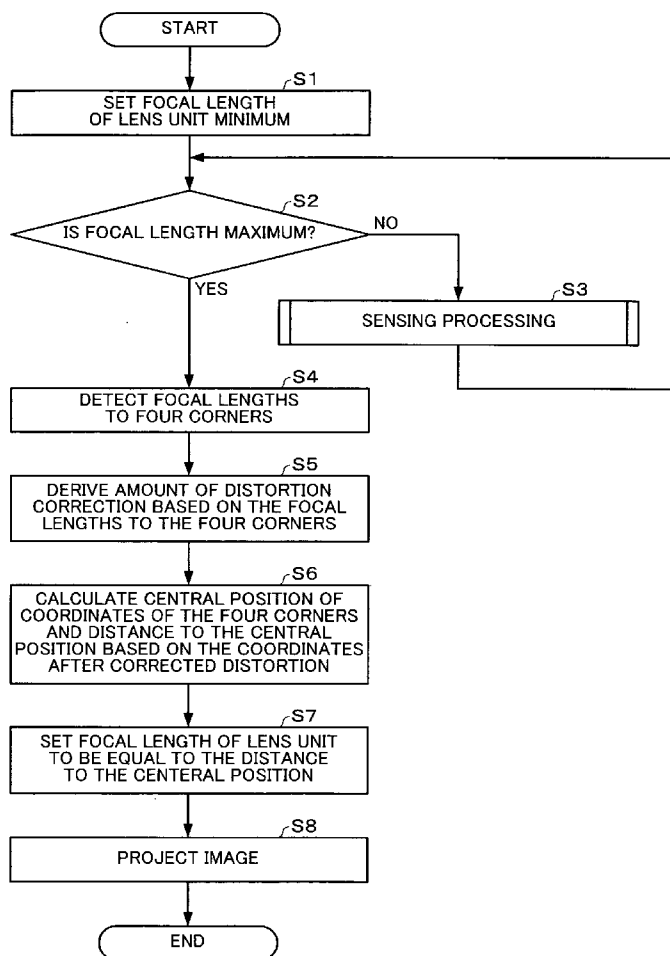 START
S1
SET FOCAL LENGTH
OF LENS UNIT MINIMUM
S2
IS FOCAL LENGTH MAXIMUM?
NO
YES
S3
SENSING PROCESSING
S4
DETECT FOCAL LENGTHS
TO FOUR CORNERS
S5
DERIVE AMOUNT OF DISTORTION
CORRECTION BASED ON THE FOCAL
LENGTHS TO THE FOUR CORNERS
S6
CALCULATE CENTRAL POSITION OF
COORDINATES OF THE FOUR CORNERS
AND DISTANCE TO THE CENTRAL
POSITION BASED ON THE COORDINATES
AFTER CORRECTED DISTORTION
S7
SET FOCAL LENGTH OF LENS UNIT
TO BE EQUAL TO THE DISTANCE
TO THE CENTERAL POSITION
S8
PROJECT IMAGE
END